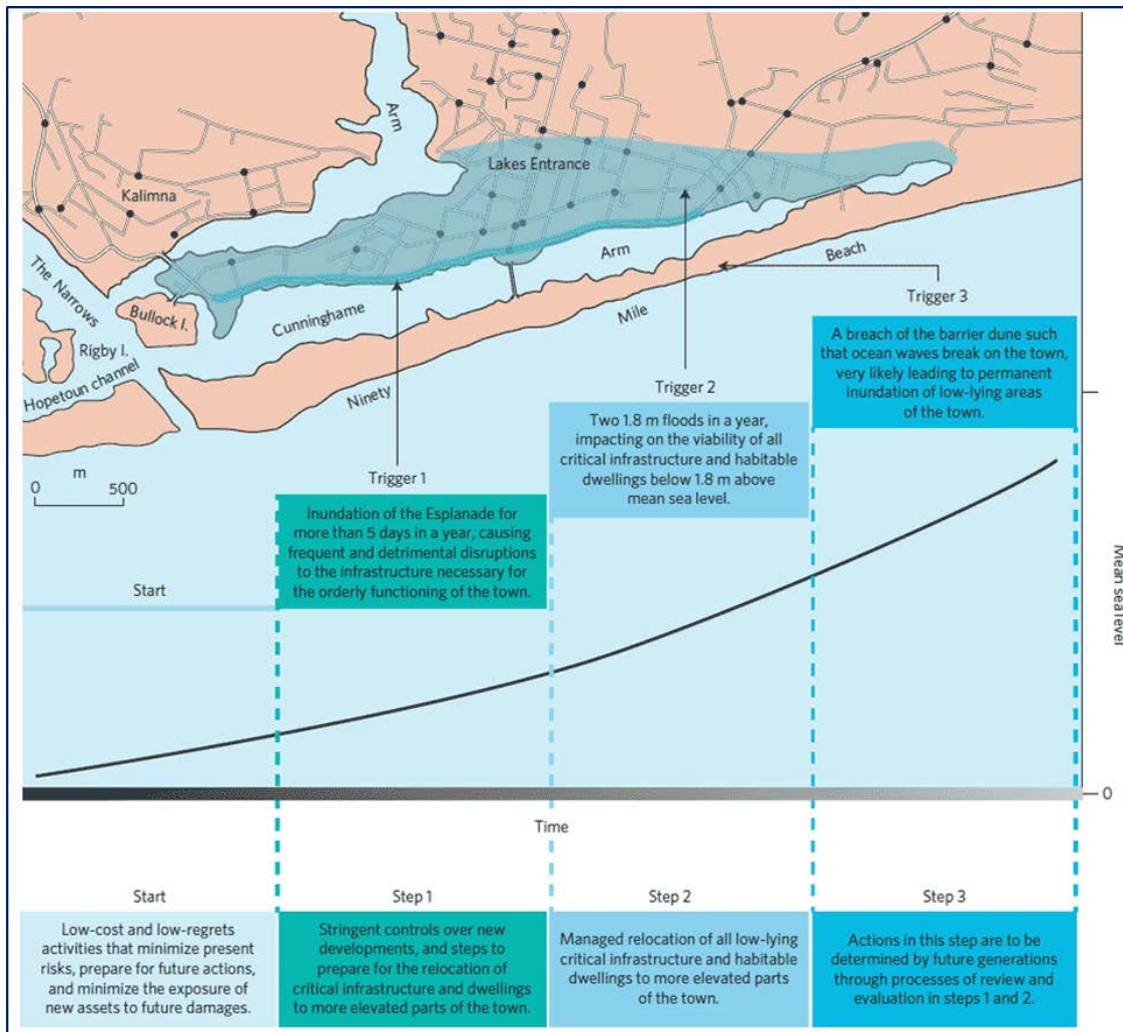 Arm
Lakes Entrance
Kalimna
The Narrows
Bullock I.
Rigby I.
Hopetoun channel
Cunninghame
Arm
Ninety
Mile
Beach
m
0 500
Trigger 1
Inundation of the Esplanade for
more than 5 days in a year, causing
frequent and detrimental disruptions
to the infrastructure necessary for
the orderly functioning of the town.
Trigger 2
Two 1.8 m floods in a year,
impacting on the viability of all
critical infrastructure and habitable
dwellings below 1.8 m above
mean sea level.
Trigger 3
A breach of the barrier dune such
that ocean waves break on the town,
very likely leading to permanent
inundation of low-lying areas
of the town.
Start
Mean sea level
0
Time
Start
Low-cost and low-regrets
activities that minimize present
risks, prepare for future actions,
and minimize the exposure of
new assets to future damages.
Step 1
Stringent controls over new
developments, and steps to
prepare for the relocation of
critical infrastructure and dwellings
to more elevated parts of the town.
Step 2
Managed relocation of all low-lying
critical infrastructure and habitable
dwellings to more elevated parts
of the town.
Step 3
Actions in this step are to be
determined by future generations
through processes of review and
evaluation in steps 1 and 2.